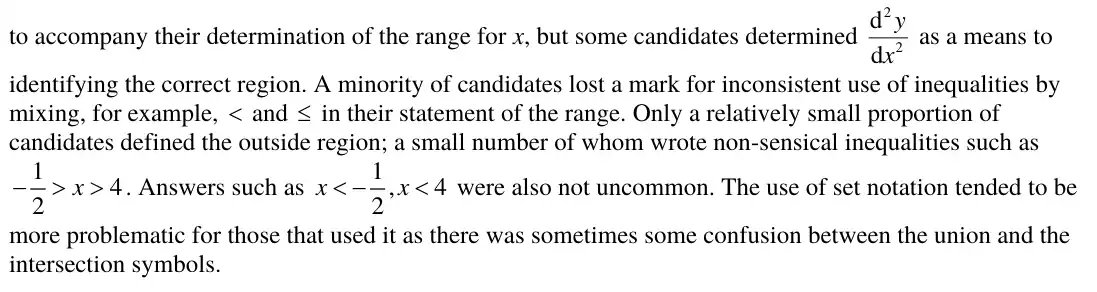 to accompany their determination of the range for x, but some candidates determined d²y/dx² as a means to
identifying the correct region. A minority of candidates lost a mark for inconsistent use of inequalities by
mixing, for example, < and ≤ in their statement of the range. Only a relatively small proportion of
candidates defined the outside region; a small number of whom wrote non-sensical inequalities such as
−1/2 > x > 4. Answers such as x < −1/2, x < 4 were also not uncommon. The use of set notation tended to be
more problematic for those that used it as there was sometimes some confusion between the union and the
intersection symbols.